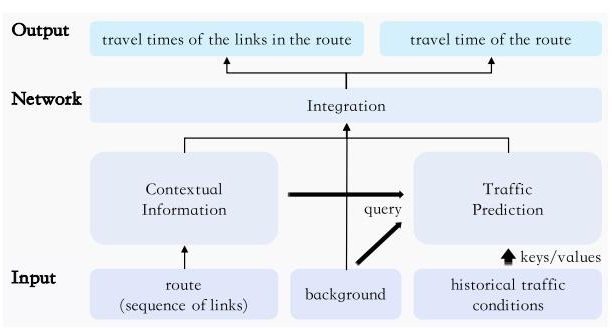 Output
travel times of the links in the route
travel time of the route
Network
Integration
Contextual
Information
query
Traffic
Prediction
keys/values
Input
route
(sequence of links)
background
historical traffic
conditions